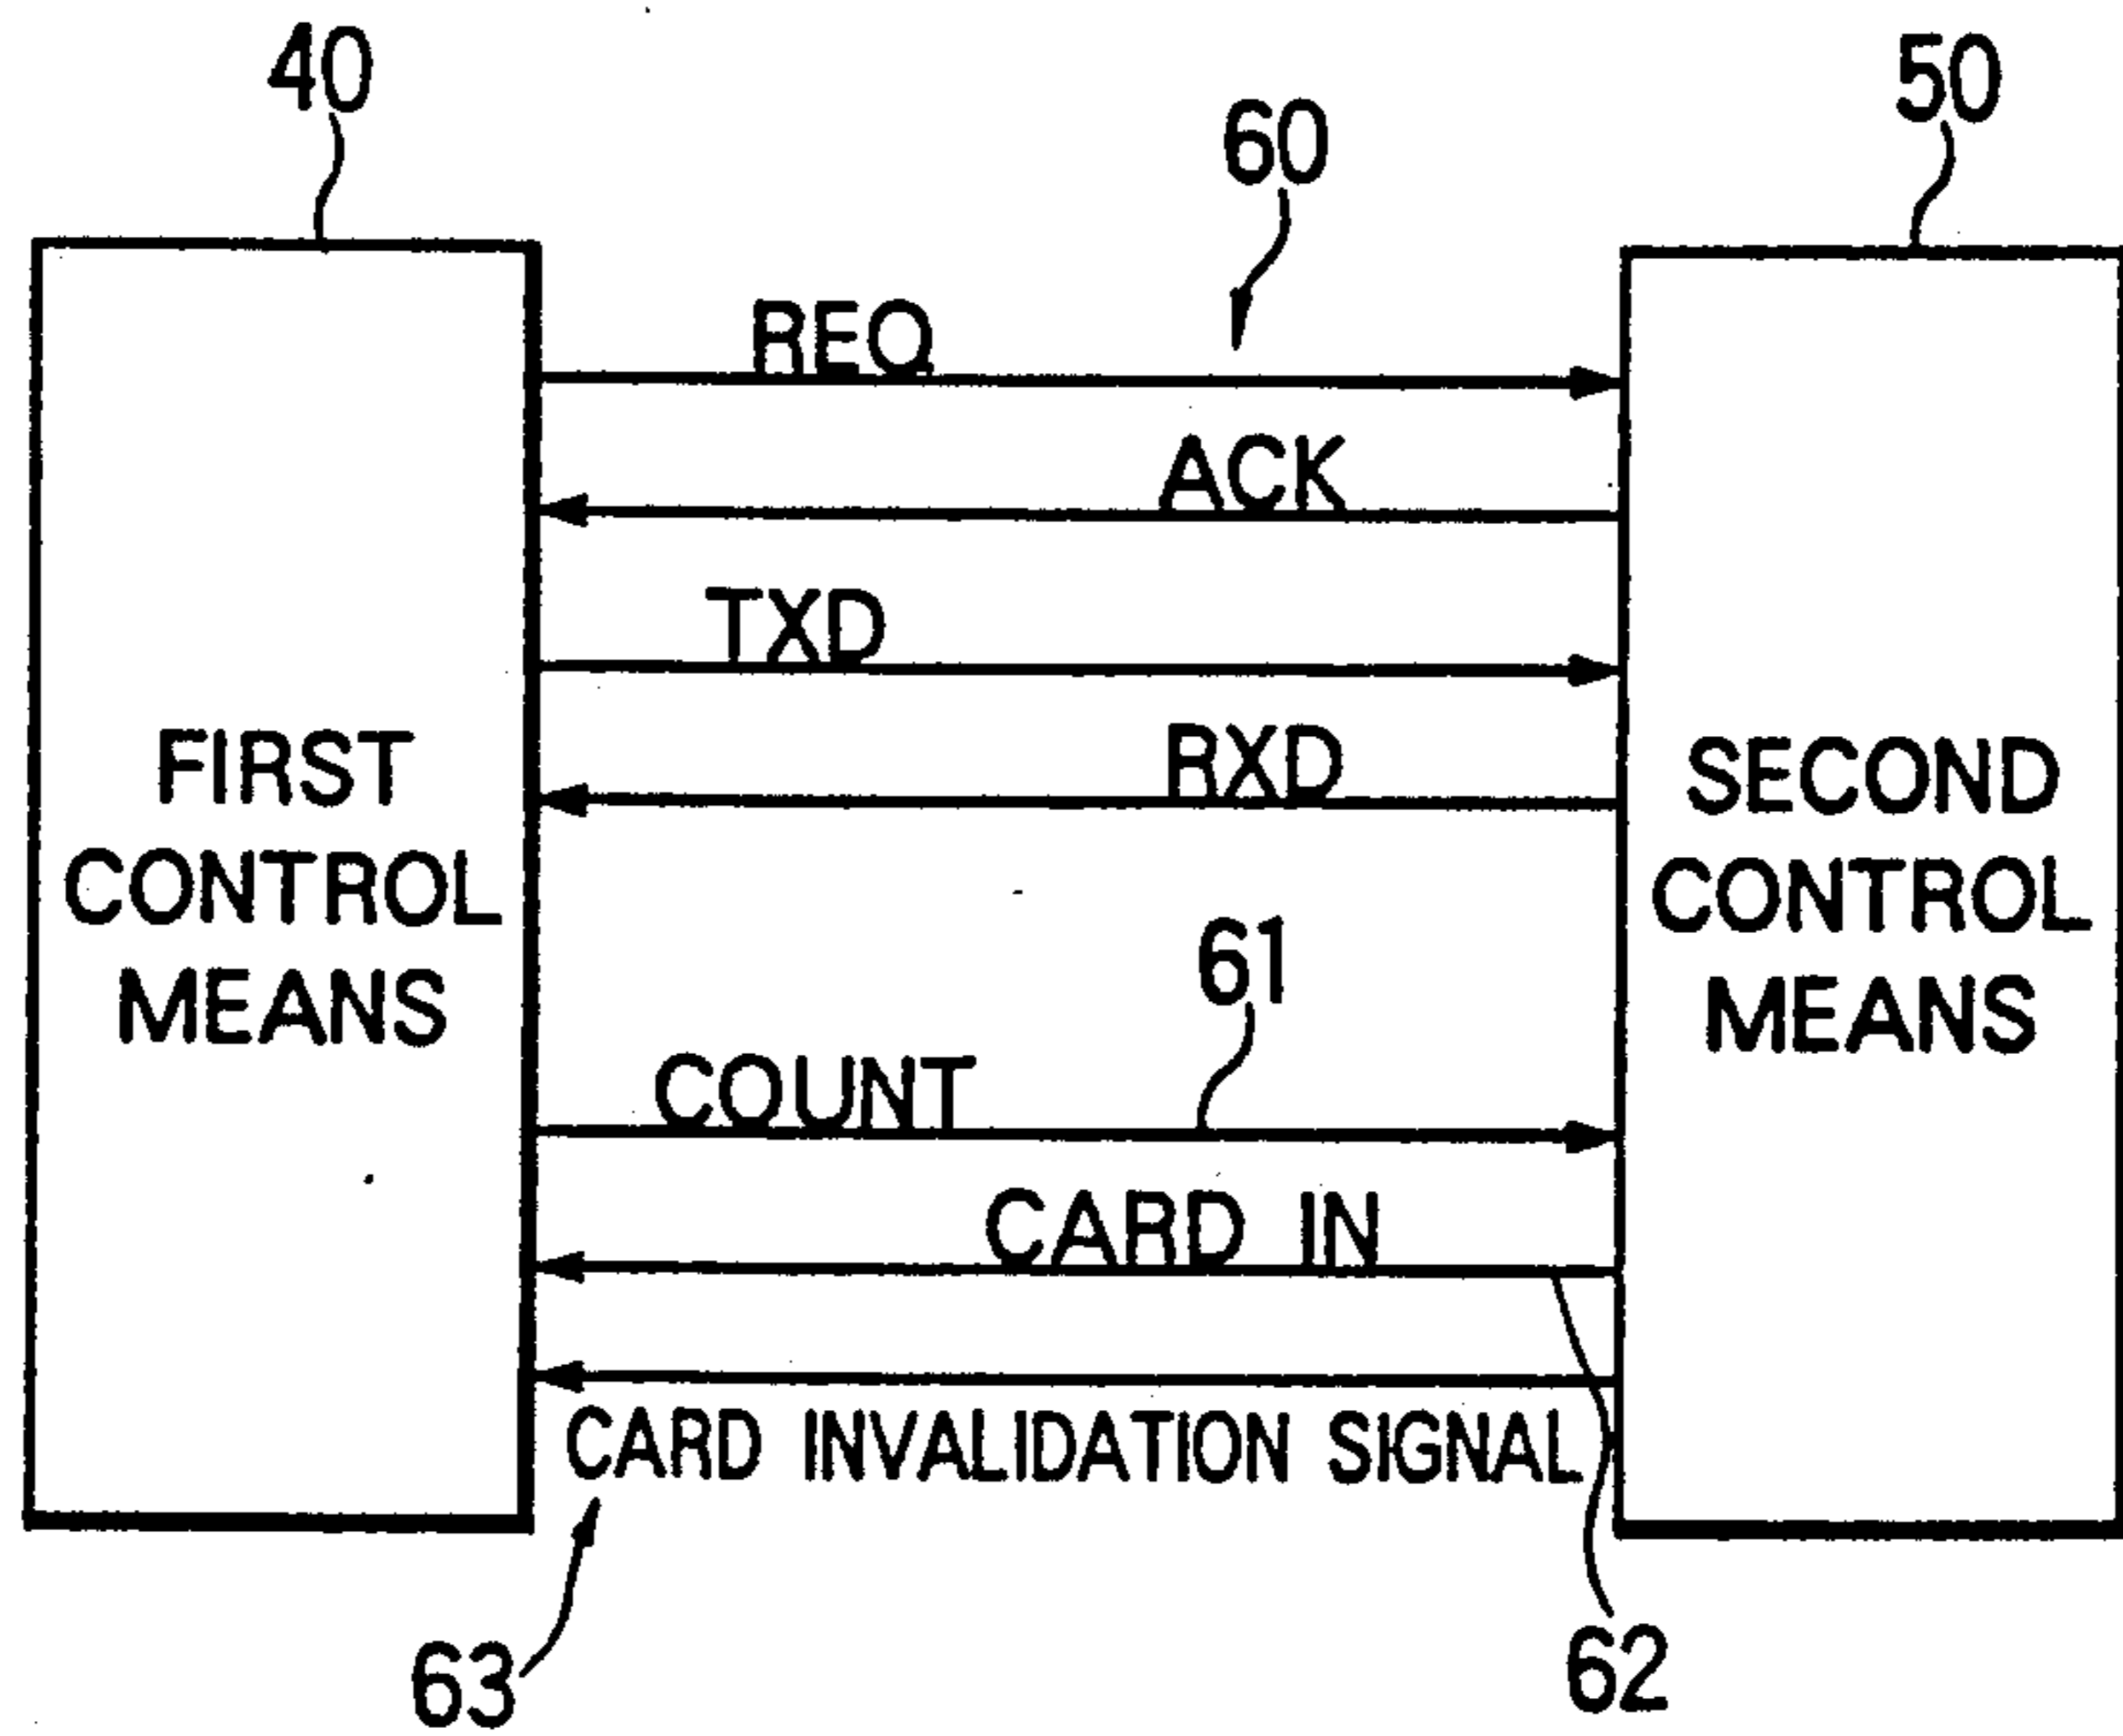 40
50
60
REQ
ACK
TXD
RXD
FIRST
CONTROL
MEANS
SECOND
CONTROL
MEANS
61
COUNT
CARD IN
CARD INVALIDATION SIGNAL
63
62